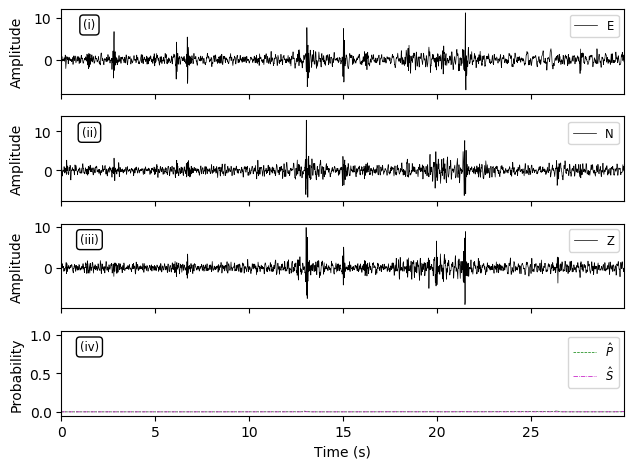 10
(i)
E
0
Amplitude
(ii)
N
10
0
Amplitude
10
(iii)
Z
0
Amplitude
1.0
(iv)
P̂
0.5
Ŝ
0.0
Probability
0 5 10 15 20 25
Time (s)